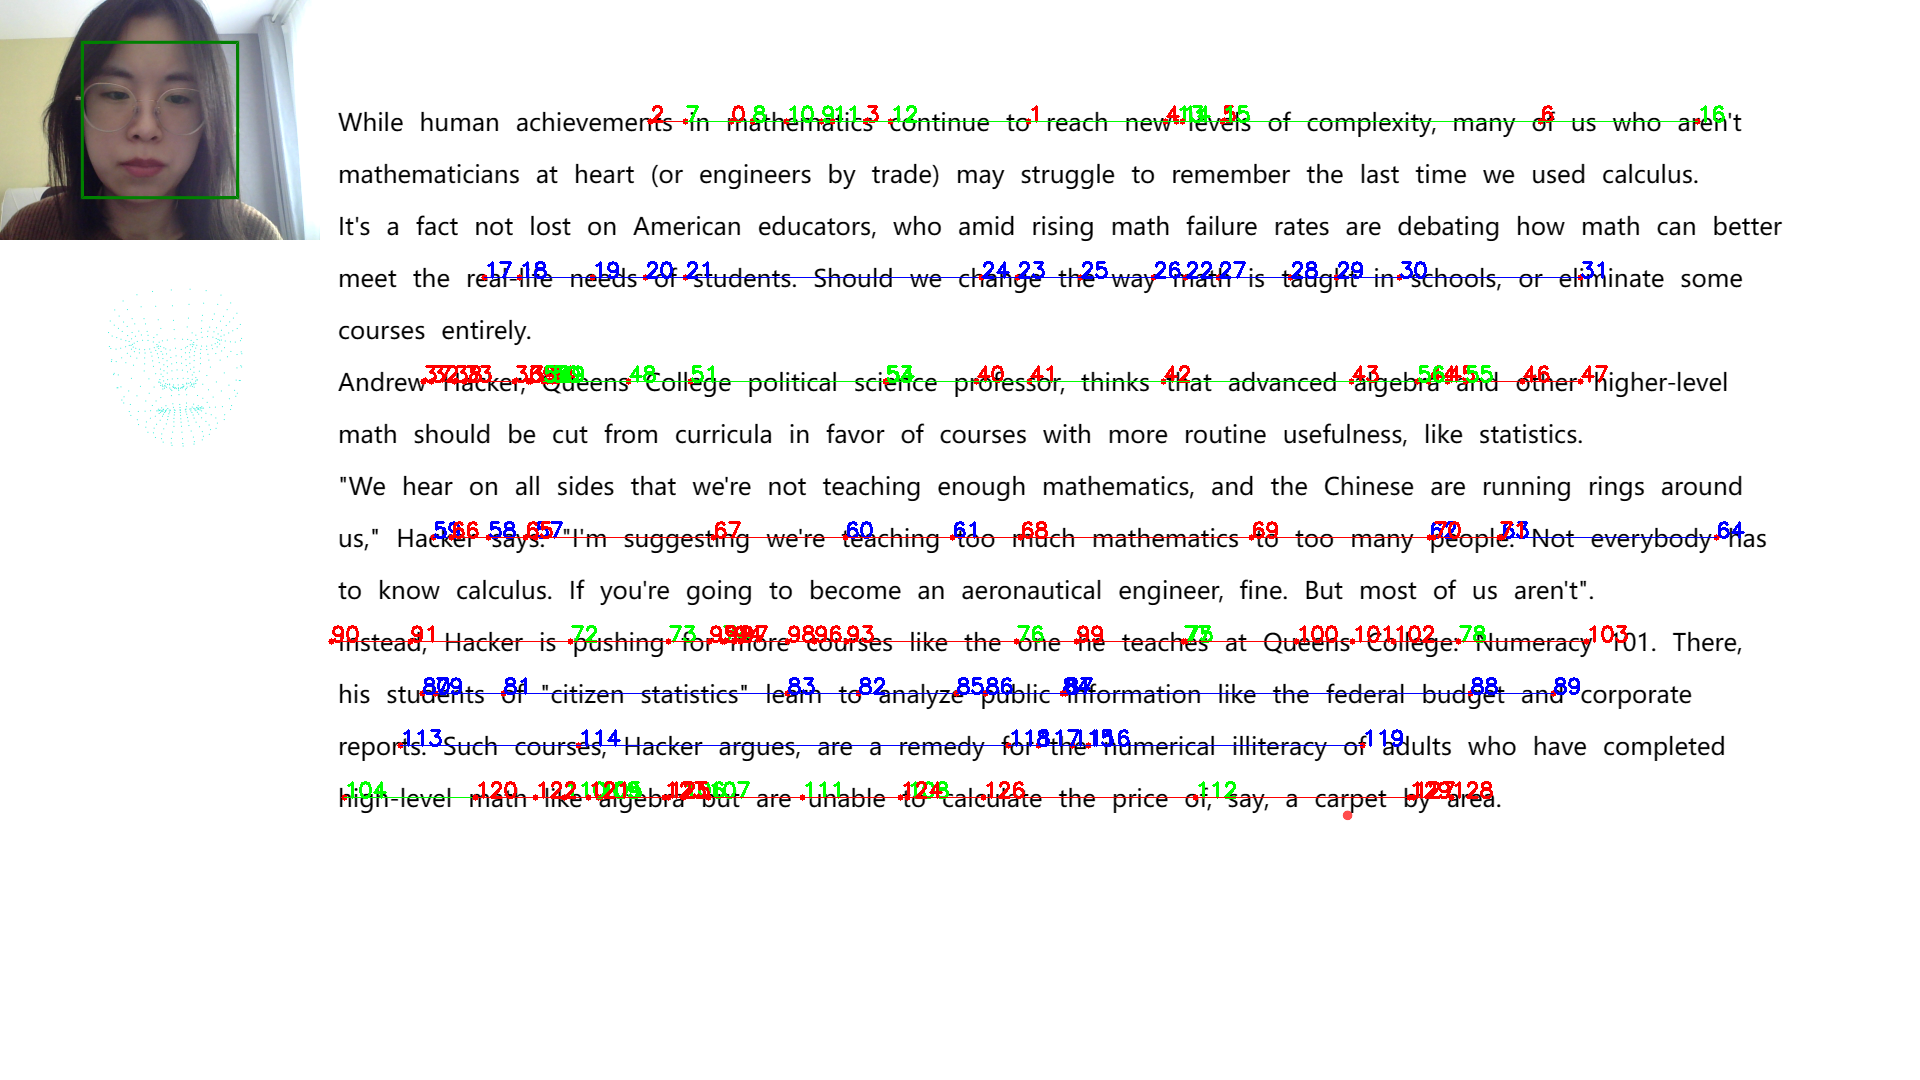 While human achievements in mathematics continue to reach new levels of complexity, many of us who aren't
mathematicians at heart (or engineers by trade) may struggle to remember the last time we used calculus.
It's a fact not lost on American educators, who amid rising math failure rates are debating how math can better
meet the real-life needs of students. Should we change the way math is taught in schools, or eliminate some
courses entirely.
Andrew Hacker, Queens College political science professor, thinks that advanced algebra and other higher-level
math should be cut from curricula in favor of courses with more routine usefulness, like statistics.
"We hear on all sides that we're not teaching enough mathematics, and the Chinese are running rings around
us," Hacker says. "I'm suggesting we're teaching too much mathematics to too many people. Not everybody has
to know calculus. If you're going to become an aeronautical engineer, fine. But most of us aren't".
Instead, Hacker is pushing for more courses like the one he teaches at Queens College: Numeracy 101. There,
his students of "citizen statistics" learn to analyze public information like the federal budget and corporate
reports. Such courses, Hacker argues, are a remedy for the numerical illiteracy of adults who have completed
high-level math like algebra but are unable to calculate the price of, say, a carpet by area.